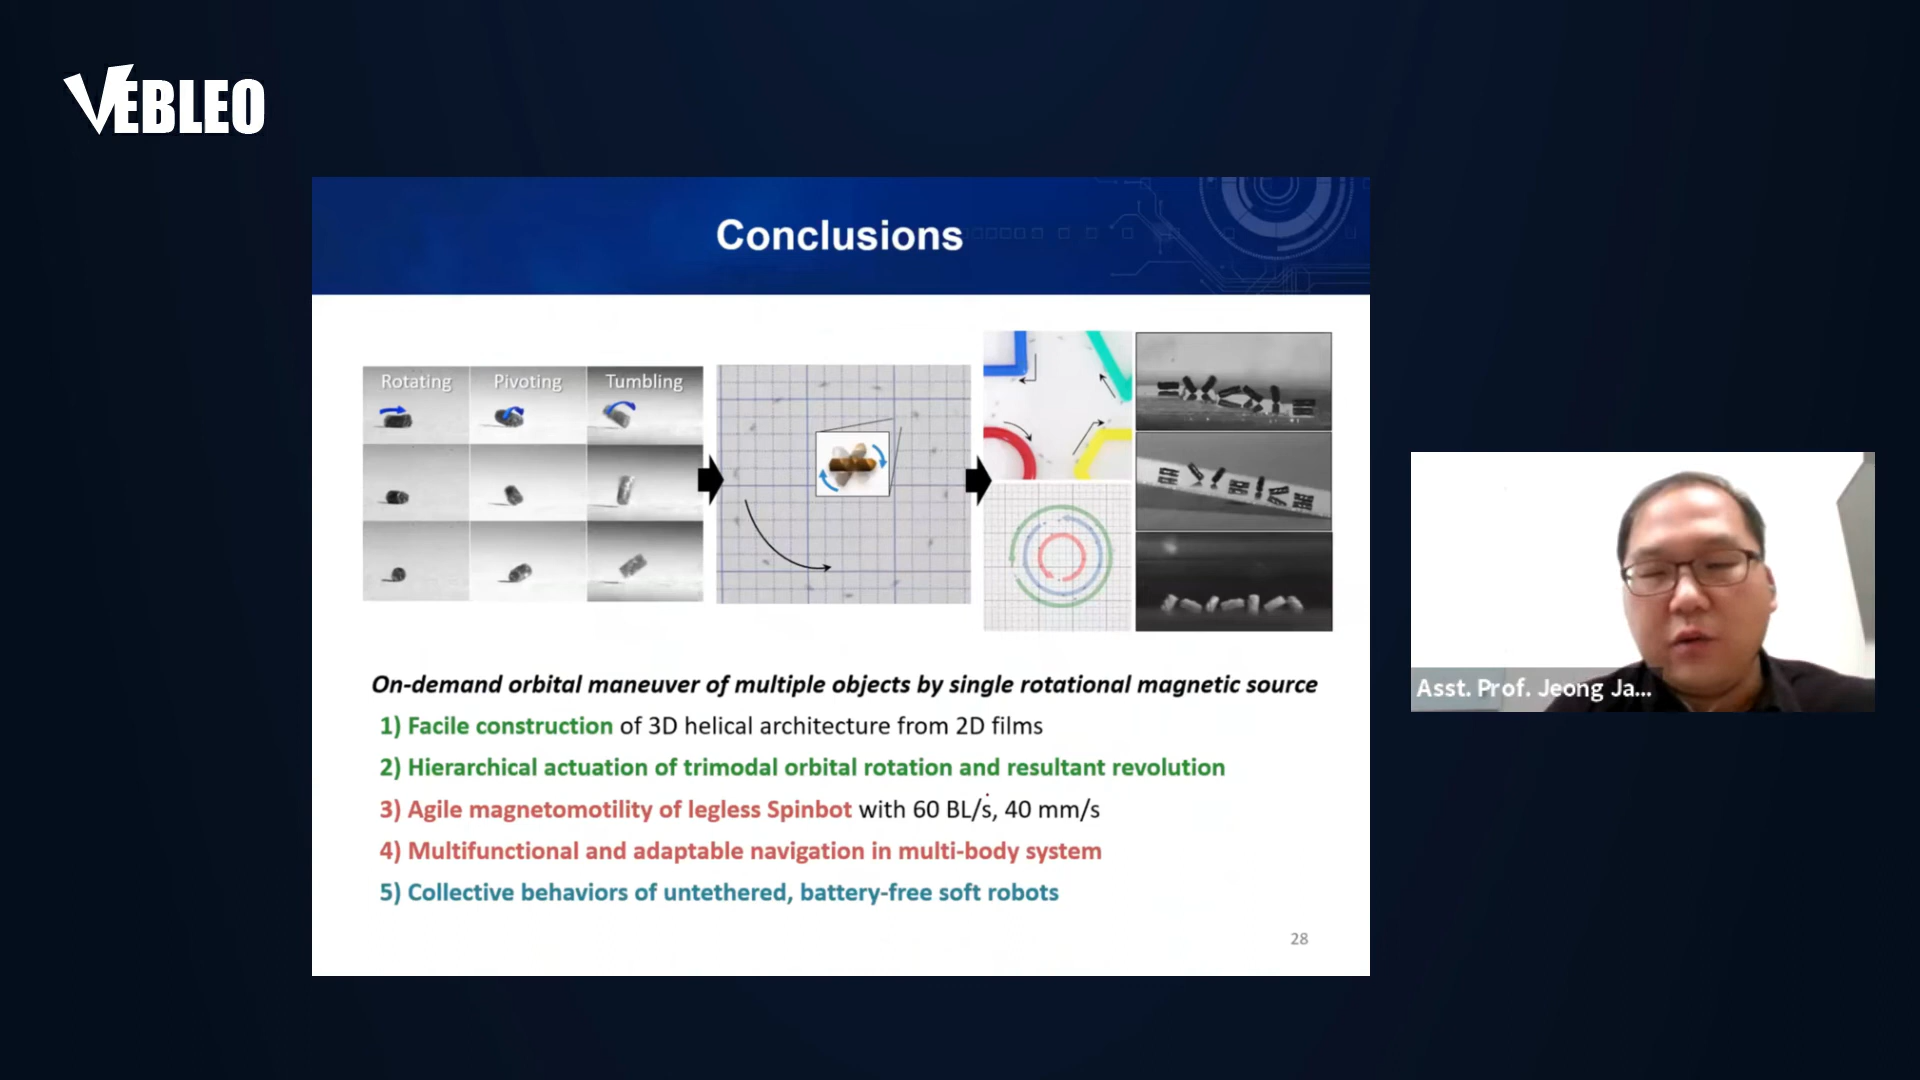 VEBLEO
Conclusions
Rotating Pivoting Tumbling
On-demand orbital maneuver of multiple objects by single rotational magnetic source
1) Facile construction of 3D helical architecture from 2D films
2) Hierarchical actuation of trimodal orbital rotation and resultant revolution
3) Agile magnetomotility of legless Spinbot with 60 BL/s, 40 mm/s
4) Multifunctional and adaptable navigation in multi-body system
5) Collective behaviors of untethered, battery-free soft robots
28
Asst. Prof. Jeong Ja...